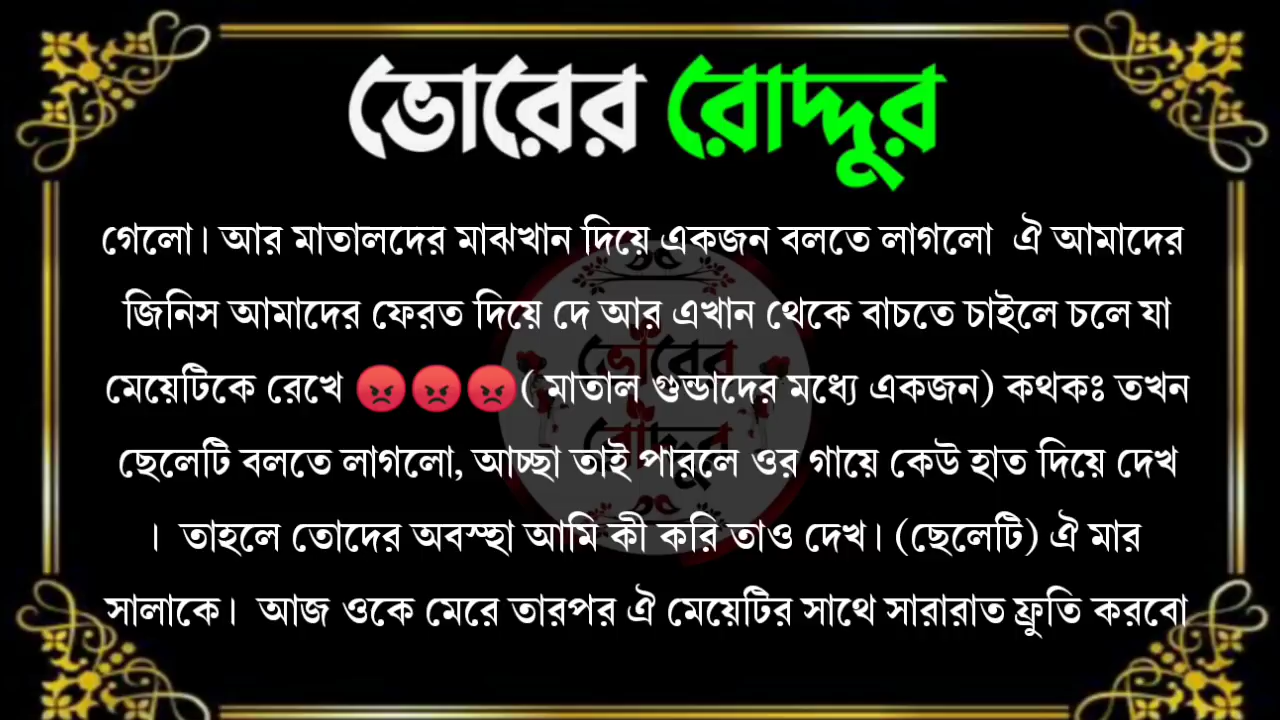 ভোরের রোদ্দুর
গেলো। আর মাতালদের মাঝখান দিয়ে একজন বলতে লাগলো ঐ আমাদের
জিনিস আমাদের ফেরত দিয়ে দে আর এখান থেকে বাচতে চাইলে চলে যা
মেয়েটিকে রেখে 😡😡😡( মাতাল গুন্ডাদের মধ্যে একজন) কথকঃ তখন
ছেলেটি বলতে লাগলো, আচ্ছা তাই পারলে ওর গায়ে কেউ হাত দিয়ে দেখ
। তাহলে তোদের অবস্হা আমি কী করি তাও দেখ। (ছেলেটি) ঐ মার
সালাকে। আজ ওকে মেরে তারপর ঐ মেয়েটির সাথে সারারাত ফ্রুতি করবো
ভোরের
রোদ্দুর